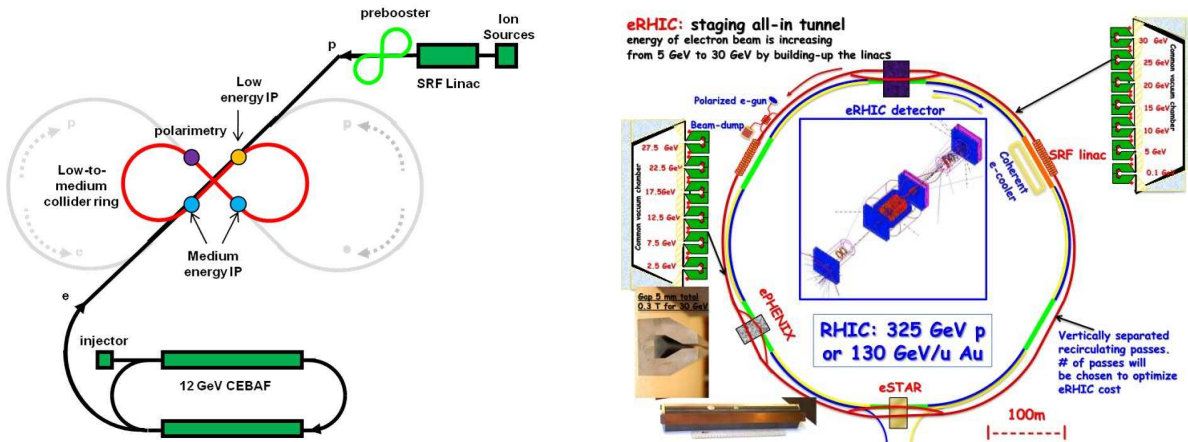 prebooster
Ion
Sources
p
SRF Linac
Low
energy IP
polarimetry
p
p
Low-to-
medium
collider ring
e
e
Medium
energy IP
e
injector
12 GeV CEBAF
eRHIC: staging all-in tunnel
energy of electron beam is increasing
from 5 GeV to 30 GeV by building-up the linacs
Polarized e-gun
Beam-dump
eRHIC detector
30 GeV
25 GeV
20 GeV
15 GeV
10 GeV
5 GeV
0.1 GeV
Common vacuum chamber
SRF linac
Coherent
e-cooler
27.5 GeV
22.5 GeV
17.5 GeV
12.5 GeV
7.5 GeV
2.5 GeV
Common vacuum chamber
Gap 5 mm total
0.3 T for 30 GeV
ePHENIX
RHIC: 325 GeV p
or 130 GeV/u Au
Vertically separated
recirculating passes.
# of passes will
be chosen to optimize
eRHIC cost
eSTAR
100m